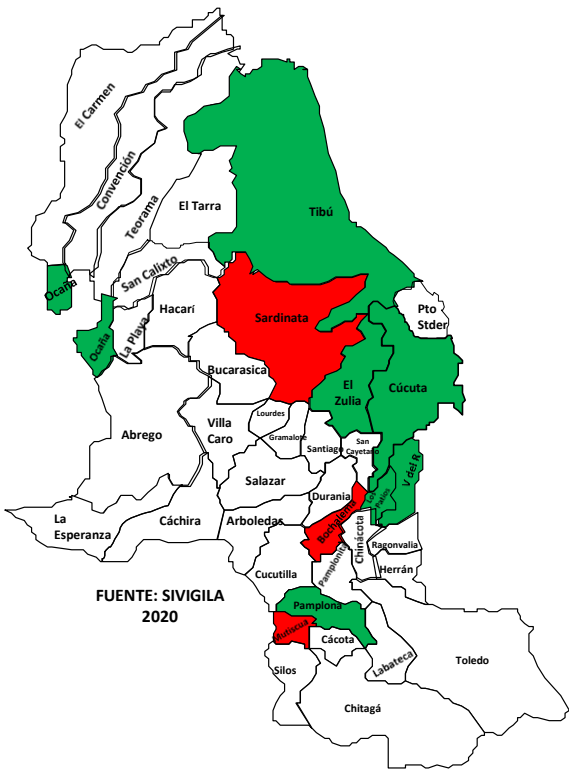 El Carmen
Convención
Teorama
El Tarra
Tibú
San Calixto
Ocaña
Hacarí
Sardinata
Pto
Stder
Ocaña
La Playa
Bucarasica
El
Zulia
Cúcuta
Abrego
Villa
Caro
Lourdes
Gramalote
Santiago
San
Cayetano
Salazar
Durania
Los
Patios
V del R
La
Esperanza
Cáchira
Arboledas
Bochalema
Chinácota
Ragonvalia
Herrán
Pamplonita
Cucutilla
FUENTE: SIVIGILA
2020
Pamplona
Mutiscua
Cácota
Labateca
Toledo
Silos
Chitagá